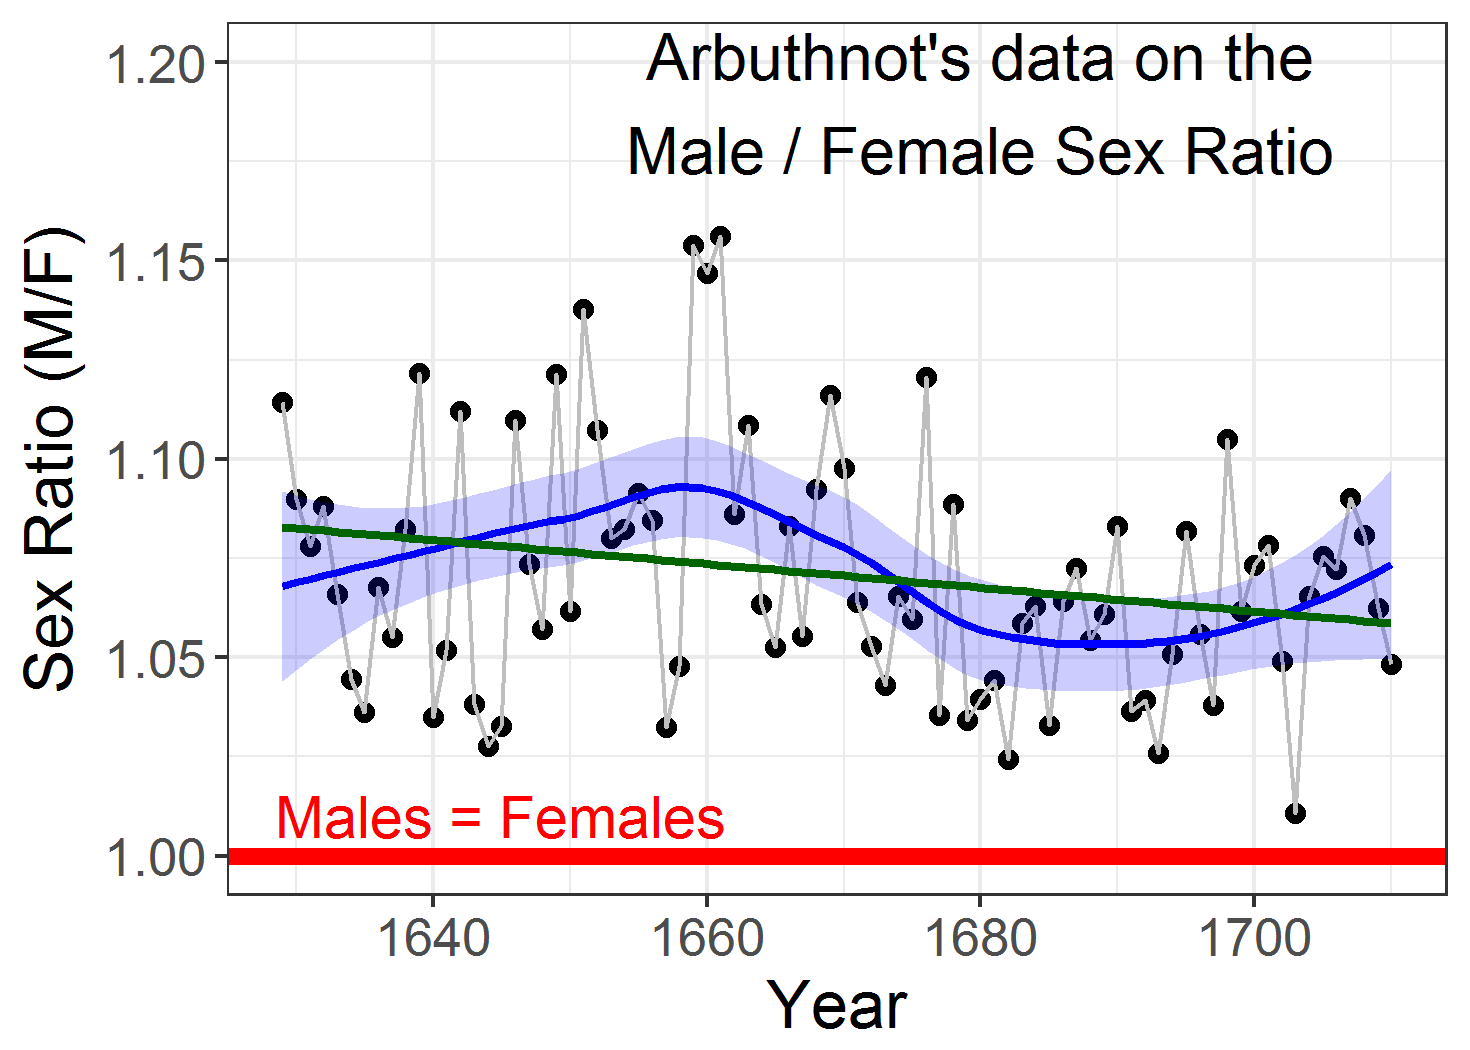 Arbuthnot's data on the
Male / Female Sex Ratio
Sex Ratio (M/F)
1.20
1.15
1.10
1.05
1.00
Males = Females
1640
1660
1680
1700
Year